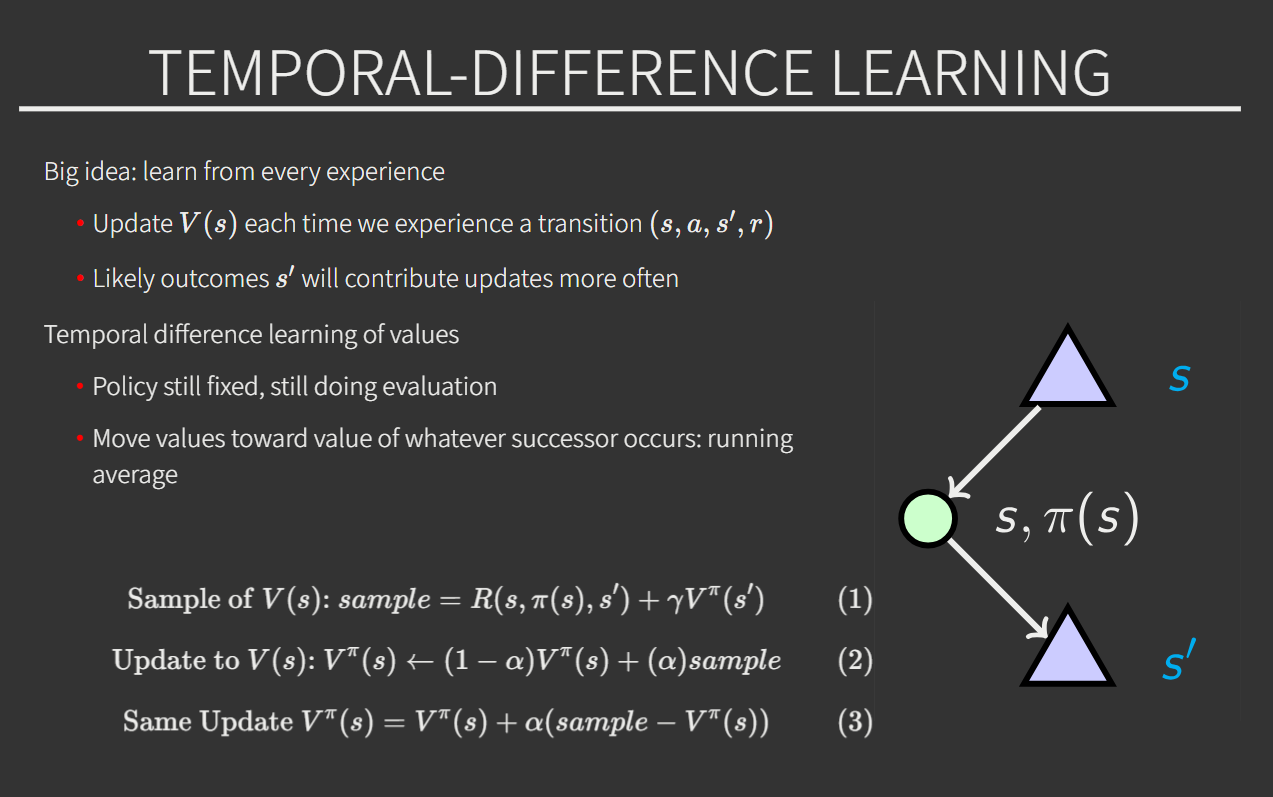 TEMPORAL-DIFFERENCE LEARNING
Big idea: learn from every experience
• Update V(s) each time we experience a transition (s, a, s′, r)
• Likely outcomes s′ will contribute updates more often
Temporal difference learning of values
• Policy still fixed, still doing evaluation
• Move values toward value of whatever successor occurs: running
average
s
s, π(s)
s′
Sample of V(s): sample = R(s, π(s), s′) + γV^π(s′) (1)
Update to V(s): V^π(s) ← (1 − α)V^π(s) + (α)sample (2)
Same Update V^π(s) = V^π(s) + α(sample − V^π(s)) (3)